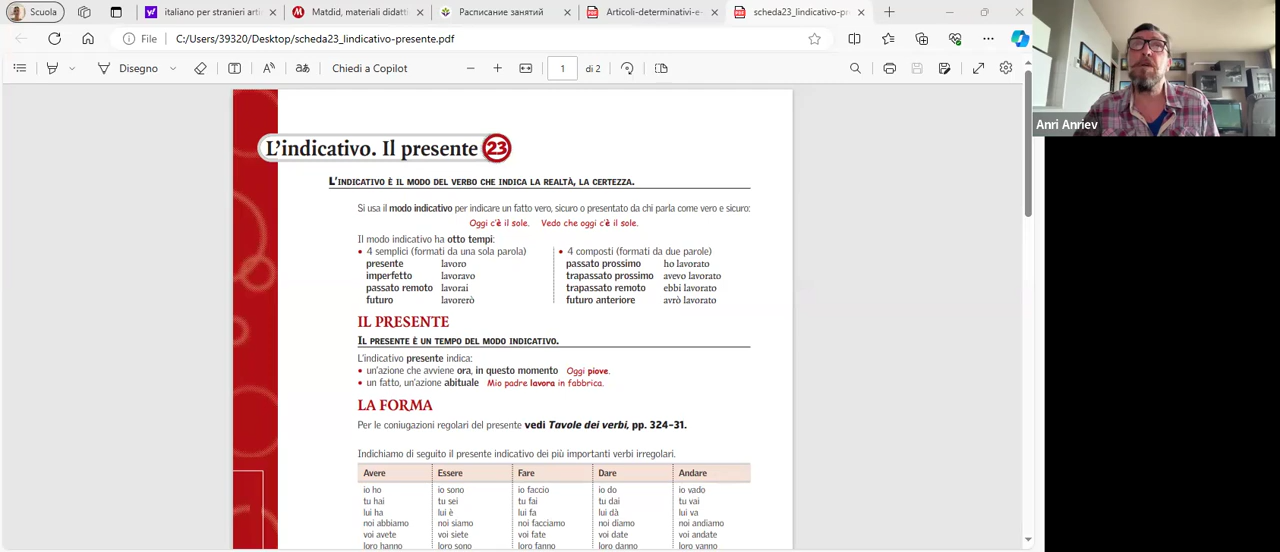 Scuola
italiano per stranieri arti
Matdid, materiali didatti
Расписание занятий
Articoli-determinativi-e-
scheda23_lindicativo-pre
File
C:/Users/39320/Desktop/scheda23_lindicativo-presente.pdf
Disegno
Chiedi a Copilot
1
di 2
Anri Anriev
L'indicativo. Il presente 23
L'INDICATIVO È IL MODO DEL VERBO CHE INDICA LA REALTÀ, LA CERTEZZA.
Si usa il modo indicativo per indicare un fatto vero, sicuro o presentato da chi parla come vero e sicuro:
Oggi c'è il sole. Vedo che oggi c'è il sole.
Il modo indicativo ha otto tempi:
• 4 semplici (formati da una sola parola) • 4 composti (formati da due parole)
presente lavoro passato prossimo ho lavorato
imperfetto lavoravo trapassato prossimo avevo lavorato
passato remoto lavorai trapassato remoto ebbi lavorato
futuro lavorerò futuro anteriore avrò lavorato
IL PRESENTE
IL PRESENTE È UN TEMPO DEL MODO INDICATIVO.
L'indicativo presente indica:
• un'azione che avviene ora, in questo momento Oggi piove.
• un fatto, un'azione abituale Mio padre lavora in fabbrica.
LA FORMA
Per le coniugazioni regolari del presente vedi Tavole dei verbi, pp. 324-31.
Indichiamo di seguito il presente indicativo dei più importanti verbi irregolari.
Avere Essere Fare Dare Andare
io ho io sono io faccio io do io vado
tu hai tu sei tu fai tu dai tu vai
lui ha lui è lui fa lui dà lui va
noi abbiamo noi siamo noi facciamo noi diamo noi andiamo
voi avete voi siete voi fate voi date voi andate
loro hanno loro sono loro fanno loro danno loro vanno